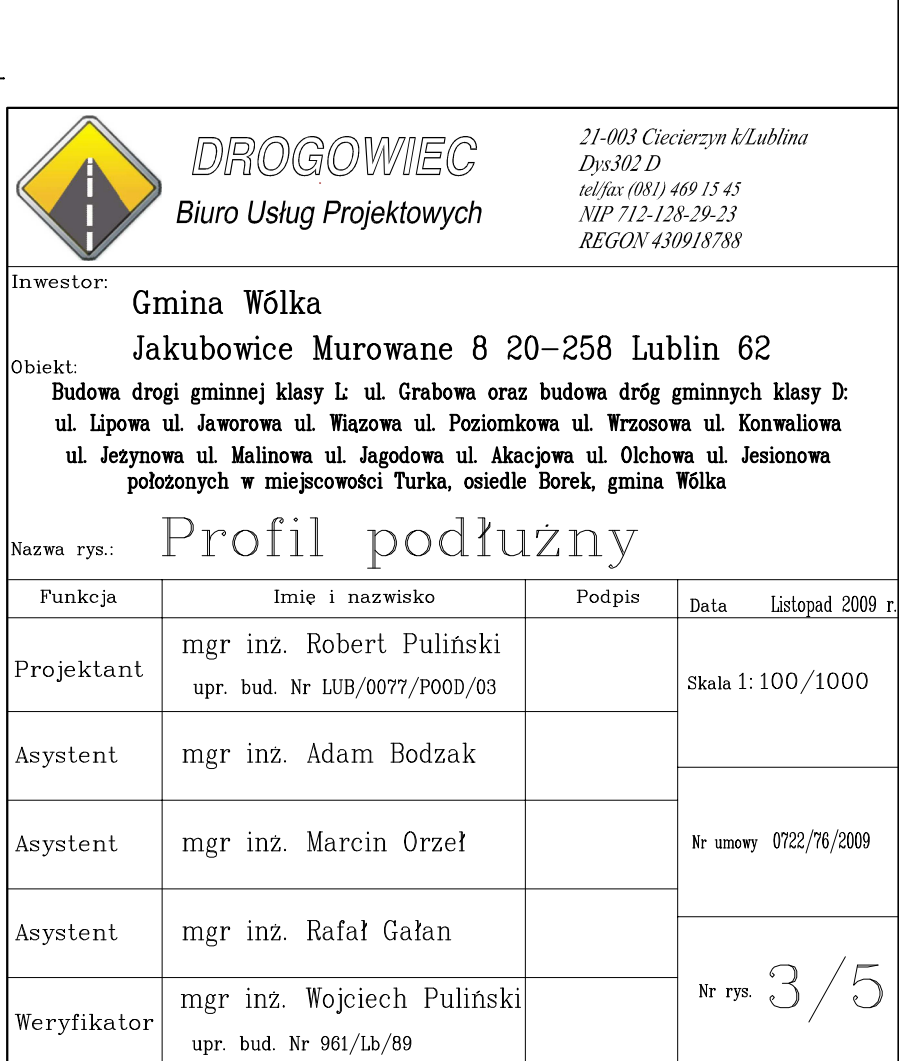 DROGOWIEC
Biuro Usług Projektowych
21-003 Ciecierzyn k/Lublina
Dys302 D
tel/fax (081) 469 15 45
NIP 712-128-29-23
REGON 430918788
Inwestor:
Gmina Wólka
Jakubowice Murowane 8 20-258 Lublin 62
Obiekt:
Budowa drogi gminnej klasy L: ul. Grabowa oraz budowa dróg gminnych klasy D:
ul. Lipowa ul. Jaworowa ul. Wiązowa ul. Poziomkowa ul. Wrzosowa ul. Konwaliowa
ul. Jeżynowa ul. Malinowa ul. Jagodowa ul. Akacjowa ul. Olchowa ul. Jesionowa
położonych w miejscowości Turka, osiedle Borek, gmina Wólka
Nazwa rys.: Profil podłużny
Funkcja Imię i nazwisko Podpis Data Listopad 2009 r.
Projektant mgr inż. Robert Puliński
upr. bud. Nr LUB/0077/POOD/03
Skala 1: 100/1000
Asystent mgr inż. Adam Bodzak
Asystent mgr inż. Marcin Orzeł
Nr umowy 0722/76/2009
Asystent mgr inż. Rafał Gałan
Weryfikator mgr inż. Wojciech Puliński
upr. bud. Nr 961/Lb/89
Nr rys. 3/5